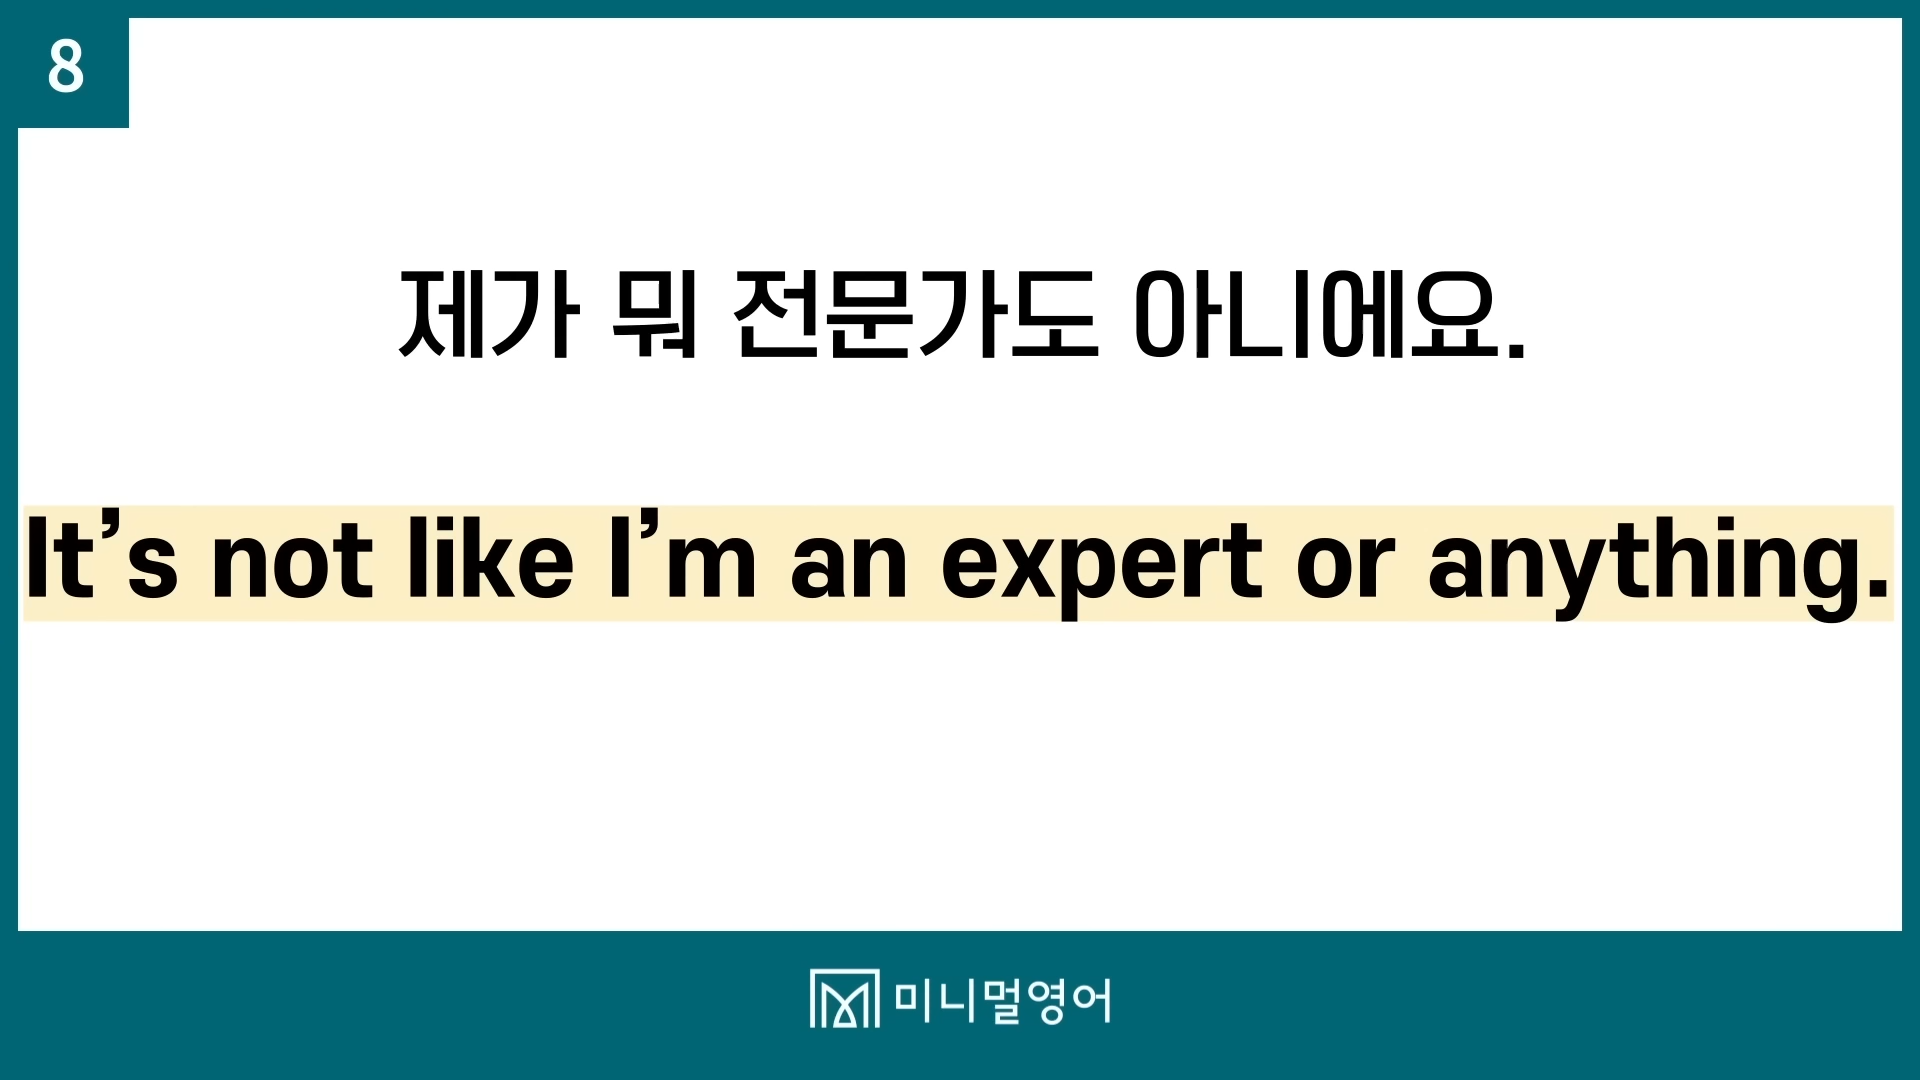 8
제가 뭐 전문가도 아니에요.
It’s not like I’m an expert or anything.
미니멀영어